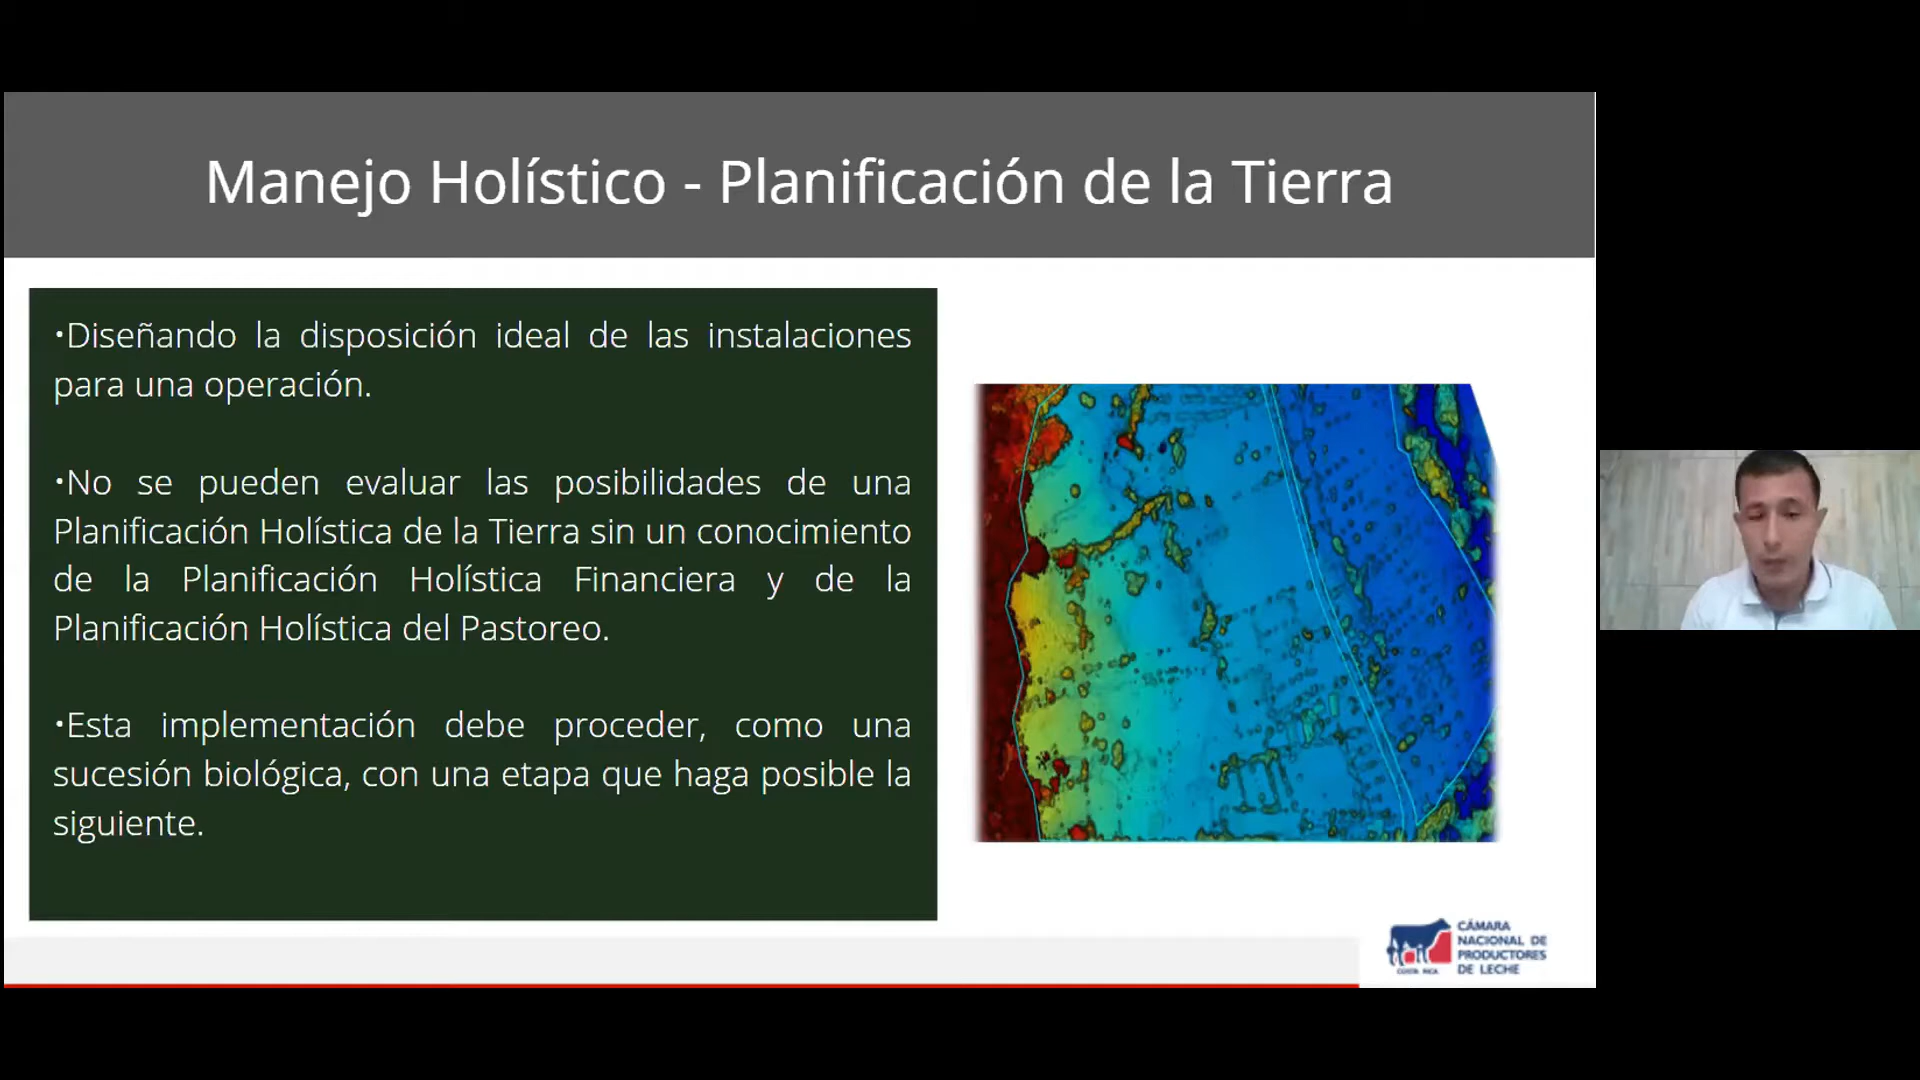 Manejo Holístico - Planificación de la Tierra
•Diseñando la disposición ideal de las instalaciones
para una operación.
•No se pueden evaluar las posibilidades de una
Planificación Holística de la Tierra sin un conocimiento
de la Planificación Holística Financiera y de la
Planificación Holística del Pastoreo.
•Esta implementación debe proceder, como una
sucesión biológica, con una etapa que haga posible la
siguiente.
CÁMARA
NACIONAL DE
PRODUCTORES
DE LECHE
COSTA RICA